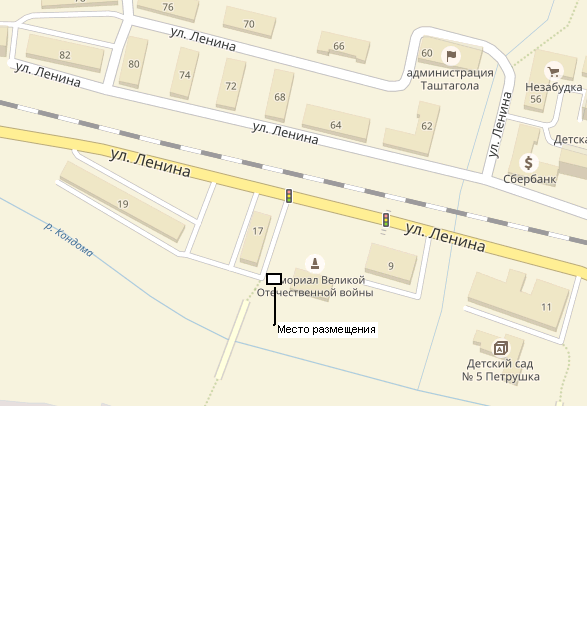 76
70
78
ул. Ленина
66
60
82
80
администрация
Таштагола
ул. Ленина
74
72
68
Незабудка
56
64
62
ул. Ленина
ул. Ленина
Детска
Сбербанк
ул. Ленина
19
17
ул. Ленина
р. Кондома
9
мориал Великой
Отечественной войны
11
Место размещения
Детский сад
№ 5 Петрушка